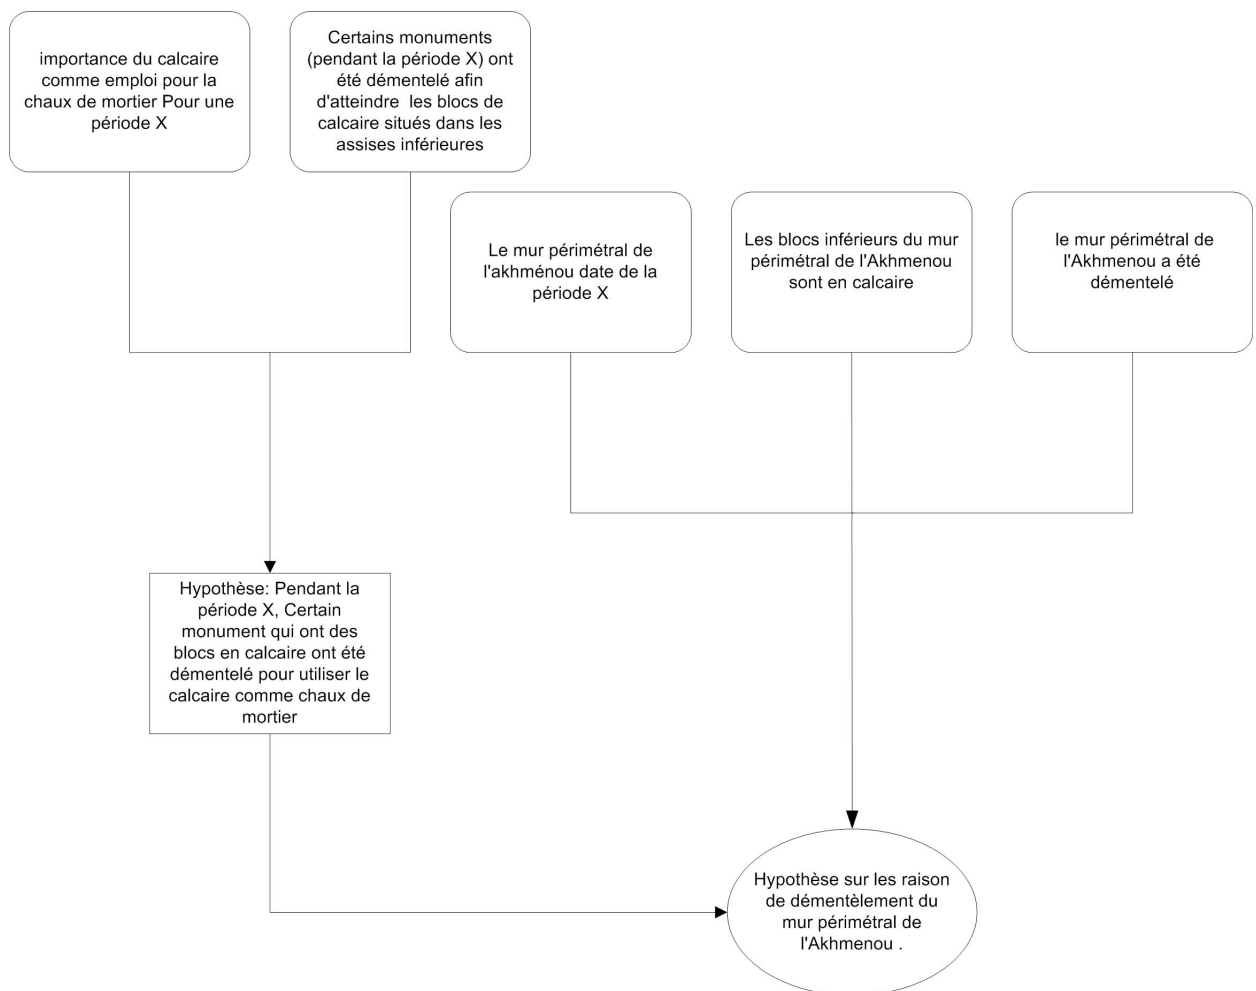 importance du calcaire
comme emploi pour la
chaux de mortier Pour une
période X
Certains monuments
(pendant la période X) ont
été démentelé afin
d'atteindre  les blocs de
calcaire situés dans les
assises inférieures
Le mur périmétral de
l'akhménou date de la
période X
Les blocs inférieurs du mur
périmétral de l'Akhmenou
sont en calcaire
le mur périmétral de
l'Akhmenou a été
démentelé
Hypothèse: Pendant la
période X, Certain
monument qui ont des
blocs en calcaire ont été
démentelé pour utiliser le
calcaire comme chaux de
mortier
Hypothèse sur les raison
de démentèlement du
mur périmétral de
l'Akhmenou .